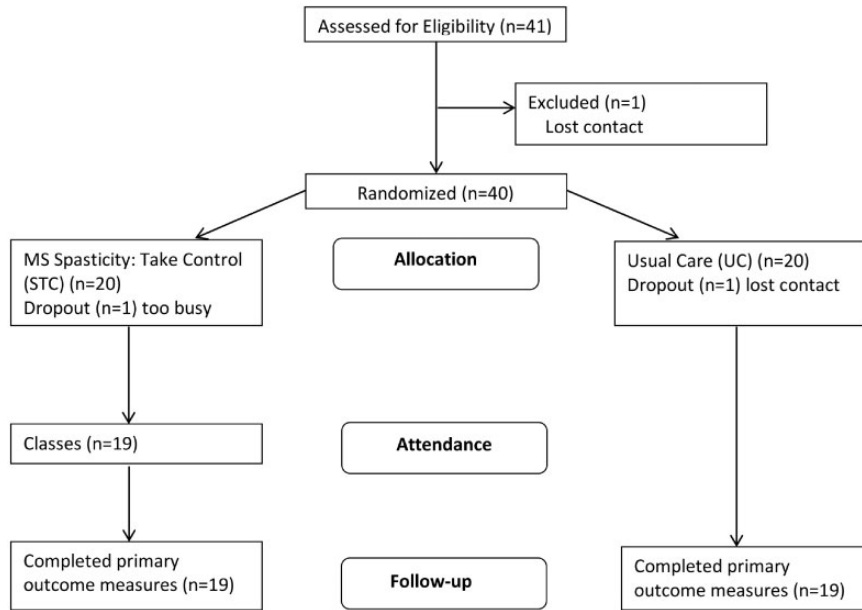 Assessed for Eligibility (n=41)
Excluded (n=1)
Lost contact
Randomized (n=40)
MS Spasticity: Take Control
(STC) (n=20)
Dropout (n=1) too busy
Allocation
Usual Care (UC) (n=20)
Dropout (n=1) lost contact
Classes (n=19)
Attendance
Completed primary
outcome measures (n=19)
Follow-up
Completed primary
outcome measures (n=19)